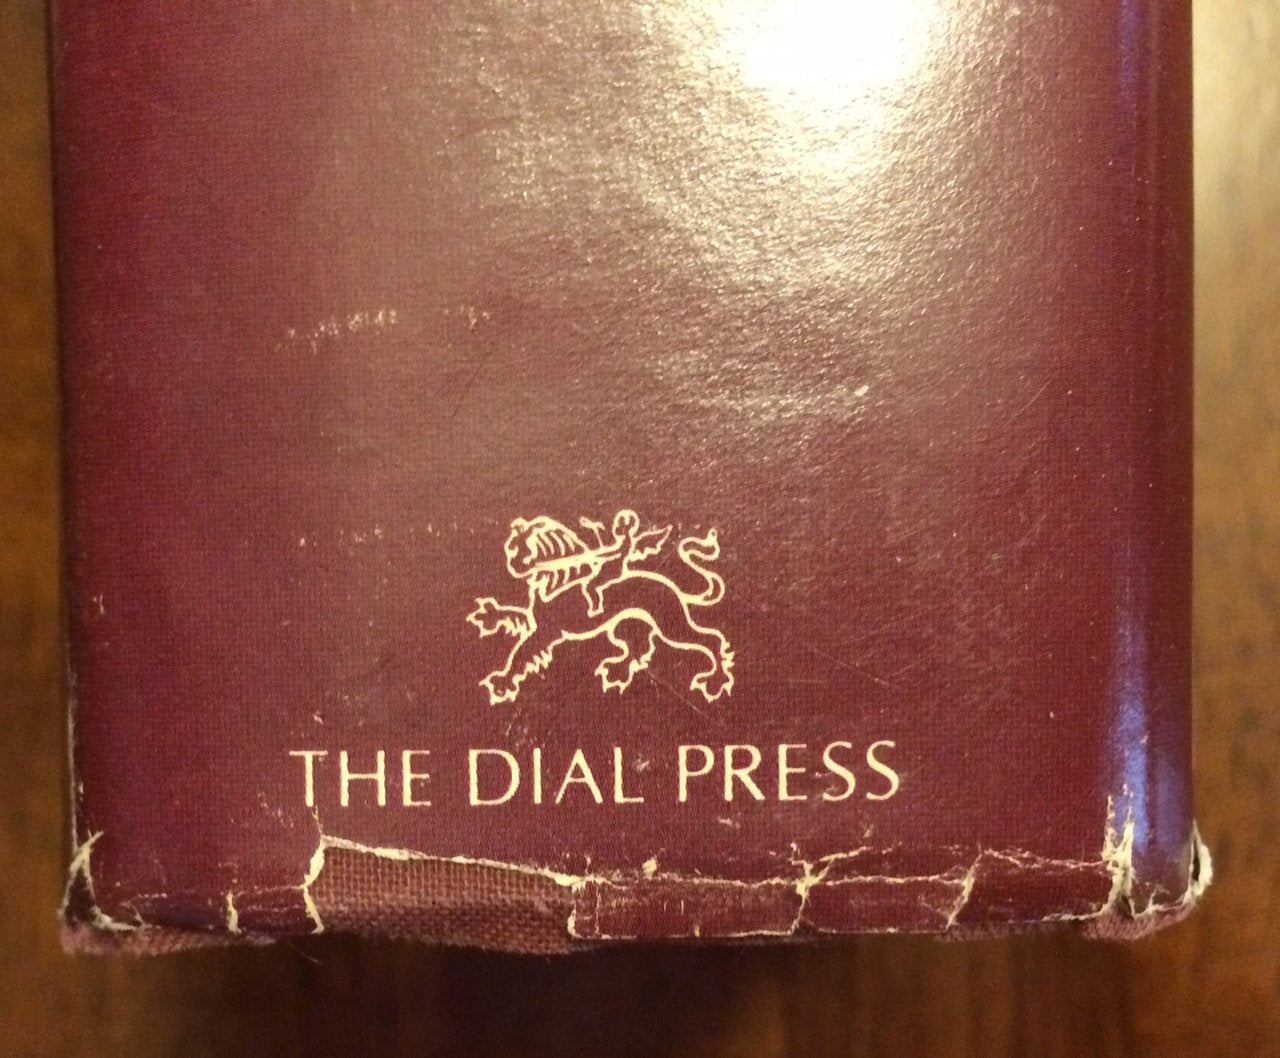 THE DIAL PRESS